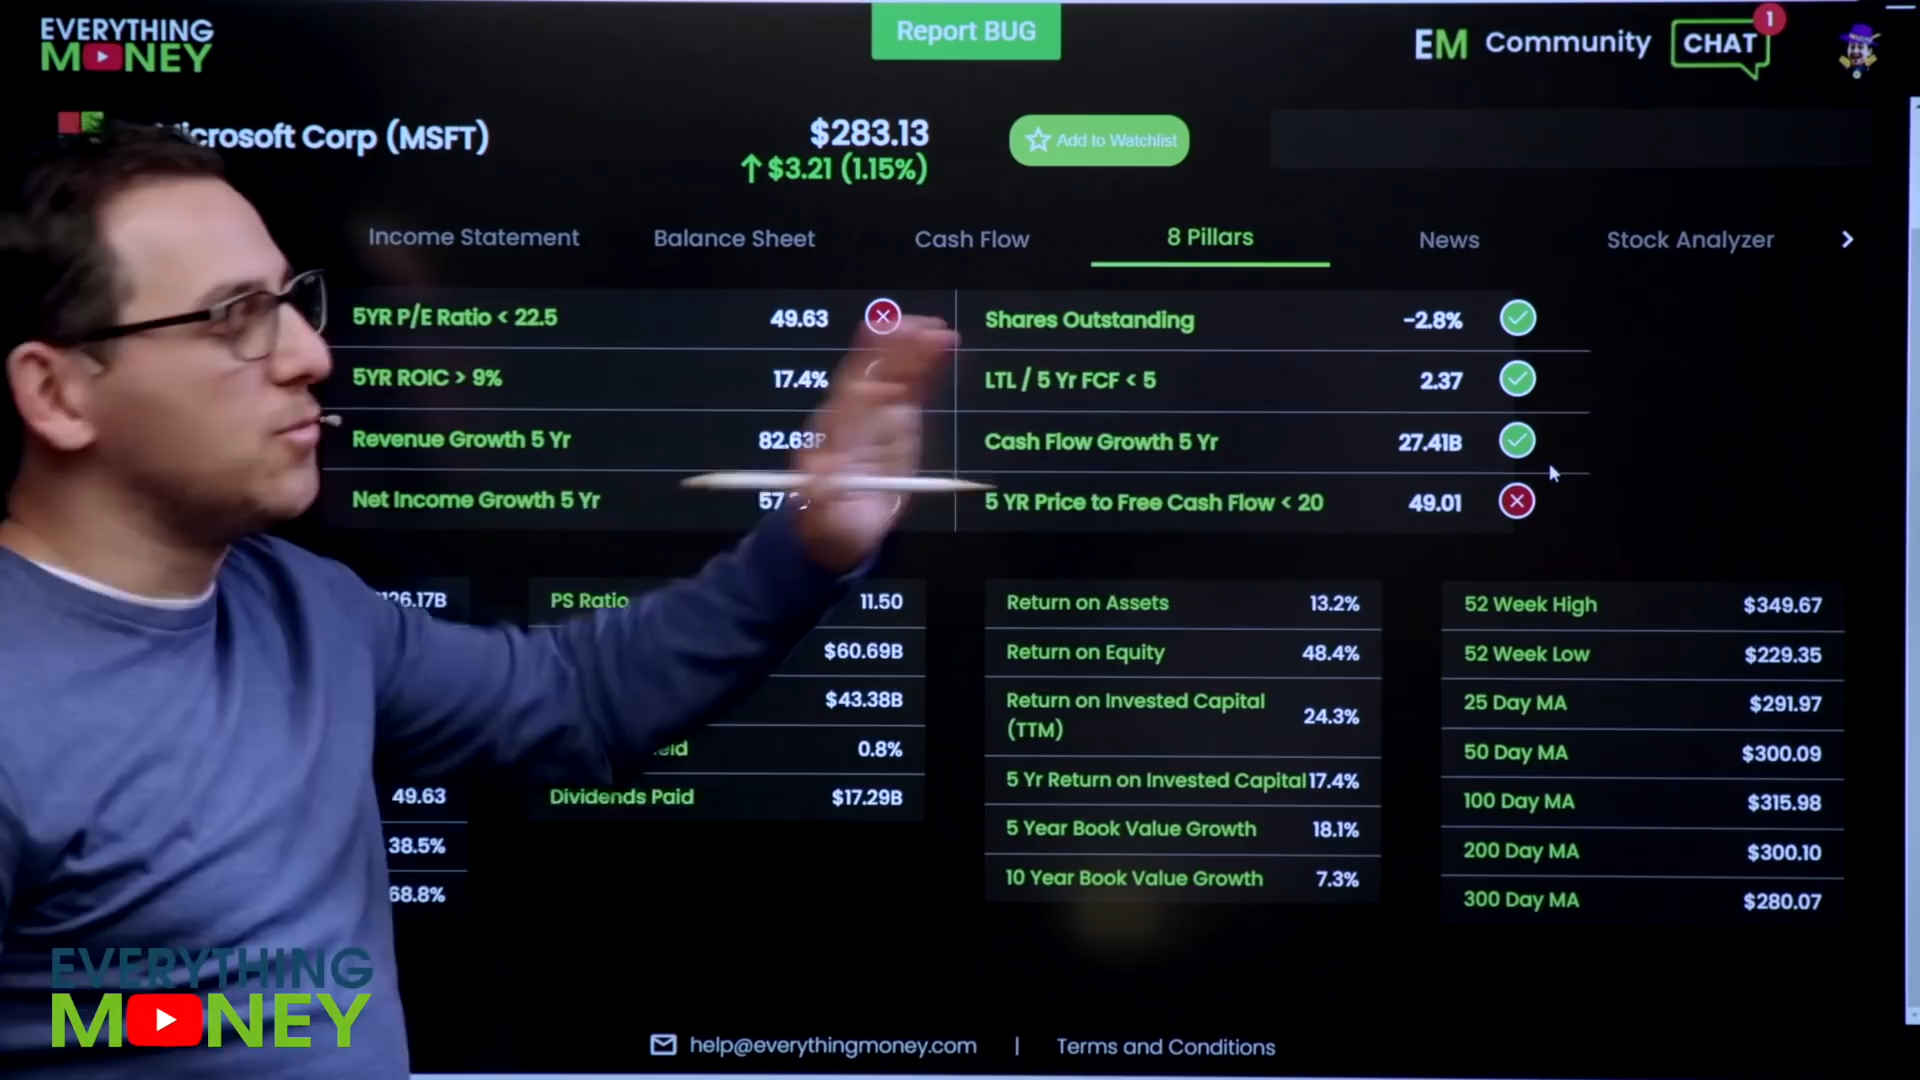 EVERYTHING
MONEY
Report BUG
EM Community
CHAT
1
icrosoft Corp (MSFT)
$283.13
$3.21 (1.15%)
Add to Watchlist
Income Statement
Balance Sheet
Cash Flow
8 Pillars
News
Stock Analyzer
5YR P/E Ratio < 22.5 49.63
5YR ROIC > 9% 17.4%
Revenue Growth 5 Yr 82.63
Net Income Growth 5 Yr 57
Shares Outstanding -2.8%
LTL / 5 Yr FCF < 5 2.37
Cash Flow Growth 5 Yr 27.41B
5 YR Price to Free Cash Flow < 20 49.01
126.17B
49.63
38.5%
68.8%
PS Ratio 11.50
$60.69B
$43.38B
0.8%
Dividends Paid $17.29B
Return on Assets 13.2%
Return on Equity 48.4%
Return on Invested Capital
(TTM) 24.3%
5 Yr Return on Invested Capital 17.4%
5 Year Book Value Growth 18.1%
10 Year Book Value Growth 7.3%
52 Week High $349.67
52 Week Low $229.35
25 Day MA $291.97
50 Day MA $300.09
100 Day MA $315.98
200 Day MA $300.10
300 Day MA $280.07
EVERYTHING
MONEY
help@everythingmoney.com | Terms and Conditions